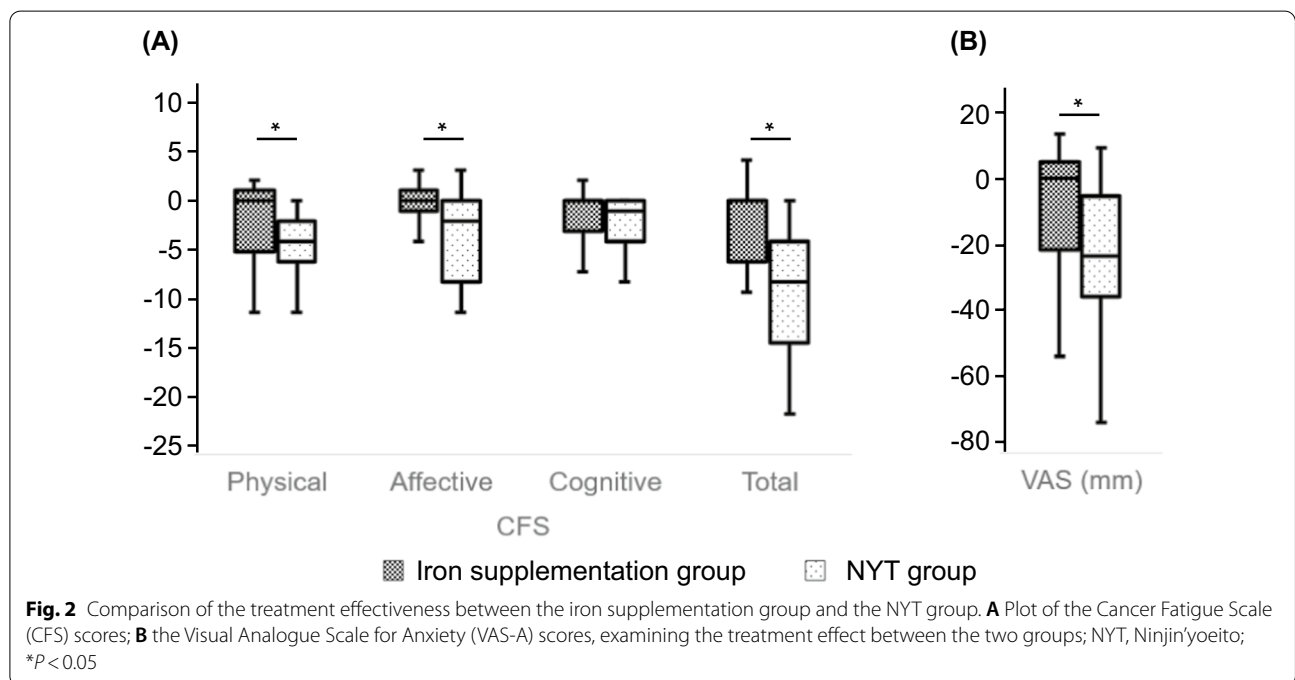 (A)
(B)
10
5
0
-5
-10
-15
-20
-25
* * *
Physical Affective Cognitive Total
CFS
20
0
-20
-40
-60
-80
*
VAS (mm)
Iron supplementation group NYT group
Fig. 2 Comparison of the treatment effectiveness between the iron supplementation group and the NYT group. A Plot of the Cancer Fatigue Scale
(CFS) scores; B the Visual Analogue Scale for Anxiety (VAS-A) scores, examining the treatment effect between the two groups; NYT, Ninjin’yoeito;
*P < 0.05